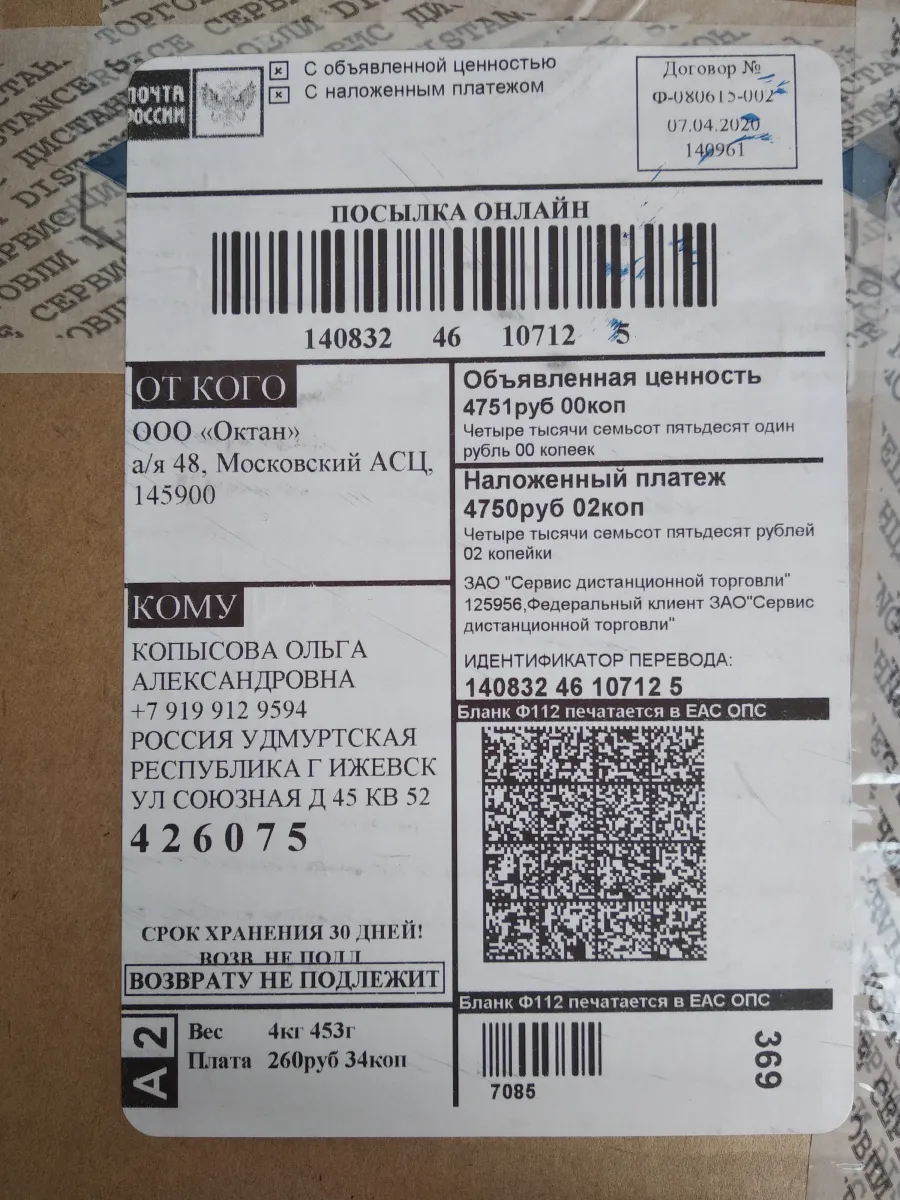 ПОЧТА
РОССИИ
С объявленной ценностью
С наложенным платежом
Договор №
Ф-080615-002
07.04.2020
140961
ПОСЫЛКА ОНЛАЙН
140832 46 10712 5
ОТ КОГО
ООО «Октан»
а/я 48, Московский АСЦ,
145900
Объявленная ценность
4751руб 00коп
Четыре тысячи семьсот пятьдесят один
рубль 00 копеек
Наложенный платеж
4750руб 02коп
Четыре тысячи семьсот пятьдесят рублей
02 копейки
ЗАО "Сервис дистанционной торговли"
125956,Федеральный клиент ЗАО"Сервис
дистанционной торговли"
ИДЕНТИФИКАТОР ПЕРЕВОДА:
140832 46 10712 5
Бланк Ф112 печатается в ЕАС ОПС
КОМУ
КОПЫСОВА ОЛЬГА
АЛЕКСАНДРОВНА
+7 919 912 9594
РОССИЯ УДМУРТСКАЯ
РЕСПУБЛИКА Г ИЖЕВСК
УЛ СОЮЗНАЯ Д 45 КВ 52
426075
СРОК ХРАНЕНИЯ 30 ДНЕЙ!
ВОЗВРАТУ НЕ ПОДЛЕЖИТ
Бланк Ф112 печатается в ЕАС ОПС
A2
Вес 4кг 453г
Плата 260руб 34коп
7085
369